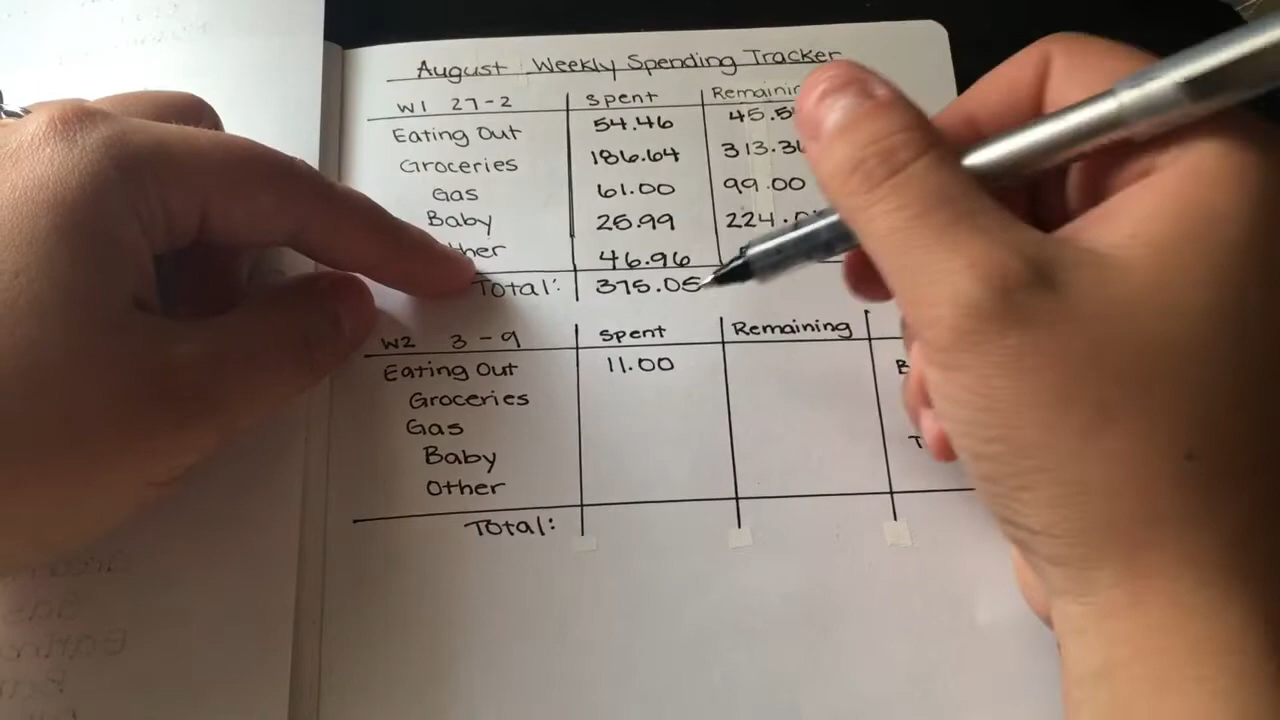 August Weekly Spending Tracker
W1 27-2 Spent
Eating Out 54.46
Groceries 186.64
Gas 61.00 99.00
Baby 25.99
46.96
Total: 375.05
W2 3-9 Spent Remaining
Eating Out 11.00
Groceries
Gas
Baby
Other
Total: